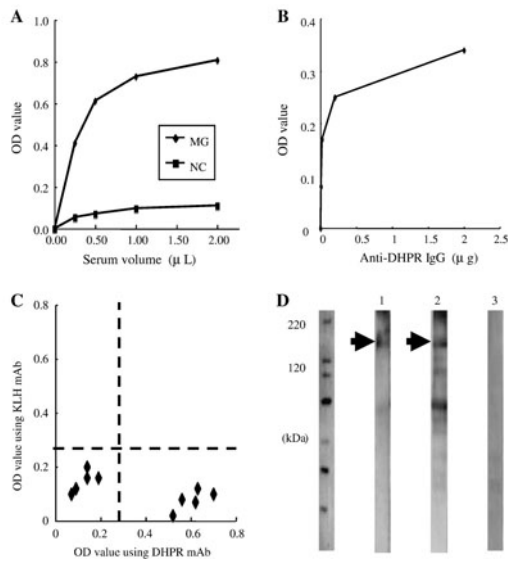 A
OD value
1.0
0.8
0.6
0.4
0.2
0.0
0.00 0.50 1.00 1.50 2.00
Serum volume (μ L)
MG
NC
B
OD value
0.4
0.3
0.2
0.1
0
0 0.5 1 1.5 2 2.5
Anti-DHPR IgG (μ g)
C
OD value using KLH mAb
0.8
0.6
0.4
0.2
0
0 0.2 0.4 0.6 0.8
OD value using DHPR mAb
D
1 2 3
220
120
(kDa)